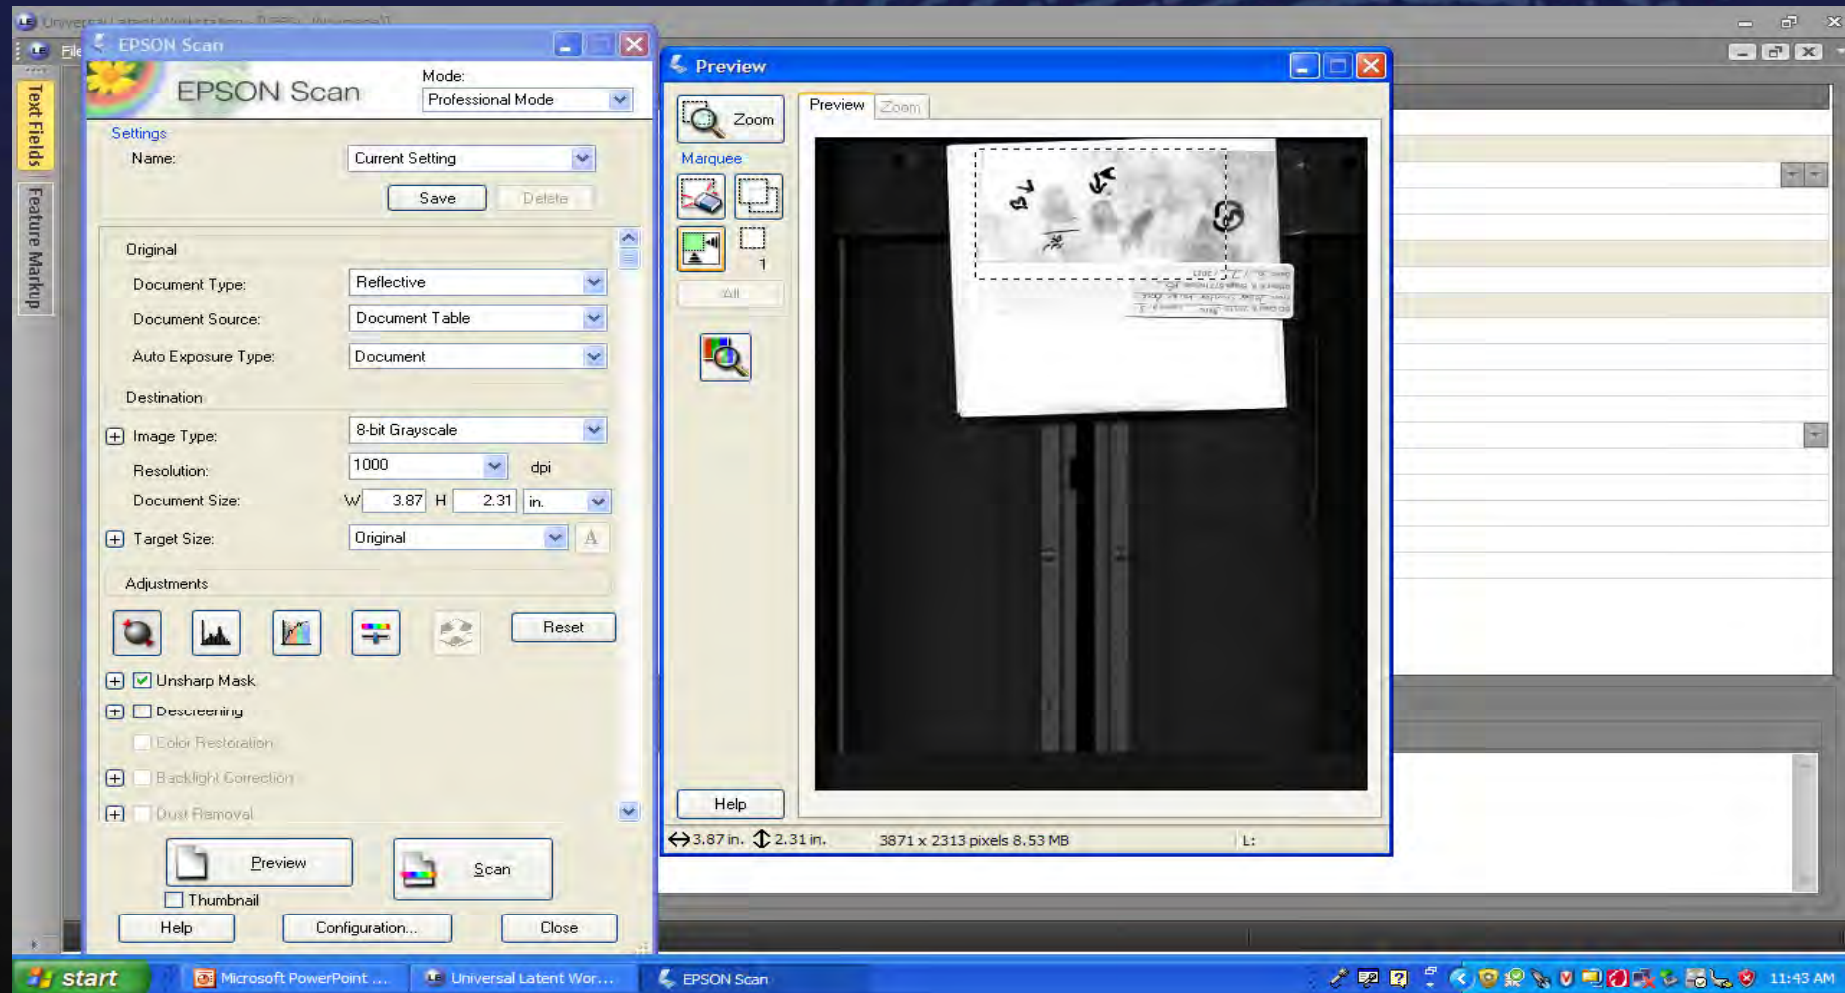 Universal Latent Workstation
File
Text Fields
Feature Markup
EPSON Scan
EPSON Scan
Mode:
Professional Mode
Settings
Name:
Current Setting
Save
Delete
Original
Document Type:
Reflective
Document Source:
Document Table
Auto Exposure Type:
Document
Destination
Image Type:
8-bit Grayscale
Resolution:
1000
dpi
Document Size:
W 3.87 H 2.31 in.
Target Size:
Original
A
Adjustments
Reset
Unsharp Mask
Descreening
Color Restoration
Backlight Correction
Dust Removal
Preview
Scan
Thumbnail
Help
Configuration...
Close
Preview
Zoom
Preview
Zoom
Marquee
1
All
Help
3.87 in. 2.31 in.
3871 x 2313 pixels 8.53 MB
L:
start
Microsoft PowerPoint ...
Universal Latent Wor...
EPSON Scan
11:43 AM